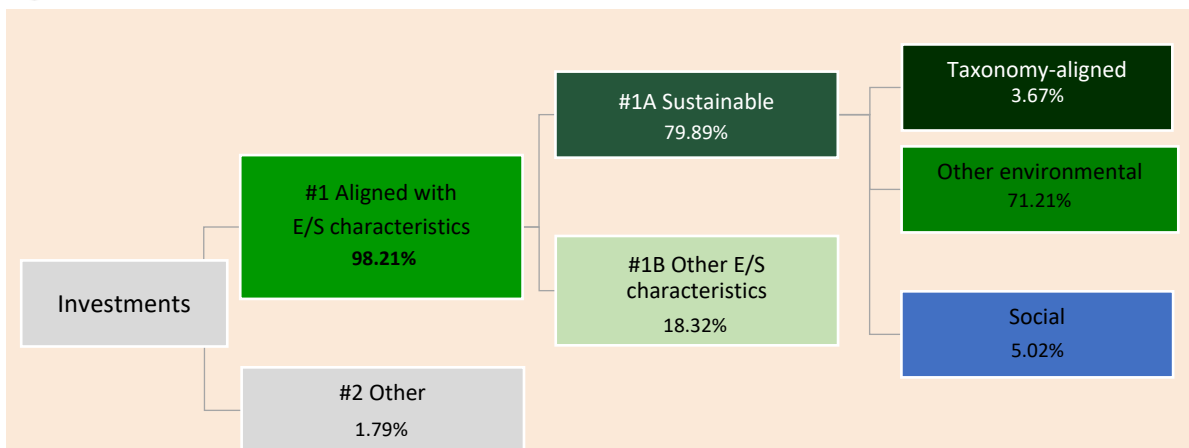 Investments
#1 Aligned with
E/S characteristics
98.21%
#2 Other
1.79%
#1A Sustainable
79.89%
#1B Other E/S
characteristics
18.32%
Taxonomy-aligned
3.67%
Other environmental
71.21%
Social
5.02%